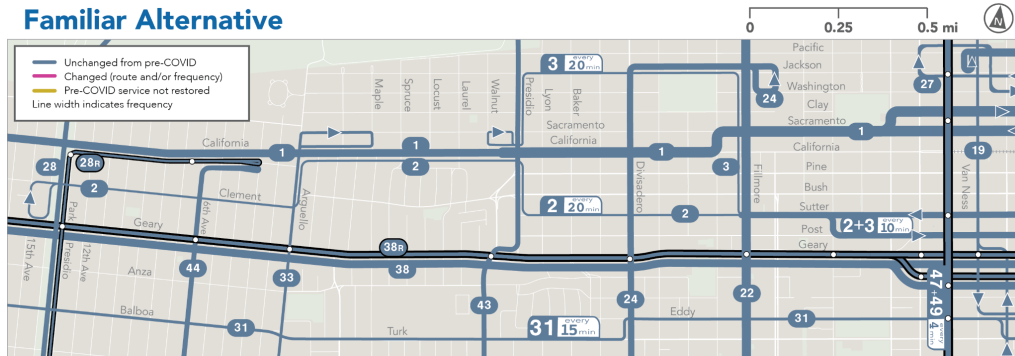 Familiar Alternative
0 0.25 0.5 mi
N
Unchanged from pre-COVID
Changed (route and/or frequency)
Pre-COVID service not restored
Line width indicates frequency
Pacific
Jackson
Washington
Clay
Sacramento
California
Pine
Bush
Sutter
Post
Geary
Maple
Spruce
Locust
Laurel
Walnut
Presidio
Lyon
Baker
Sacramento
California
3 every 20 min
24
27
1
19
California
1
1
2
1
3
28
28R
2
Clement
6th Ave
Arguello
Divisadero
Fillmore
Van Ness
2 every 20 min
2
2+3 every 10 min
Park Presidio
Geary
15th Ave
12th Ave
38R
38
44
33
Anza
43
24
22
47+49 every 4 min
Balboa
31
Turk
31 every 15 min
Eddy
31